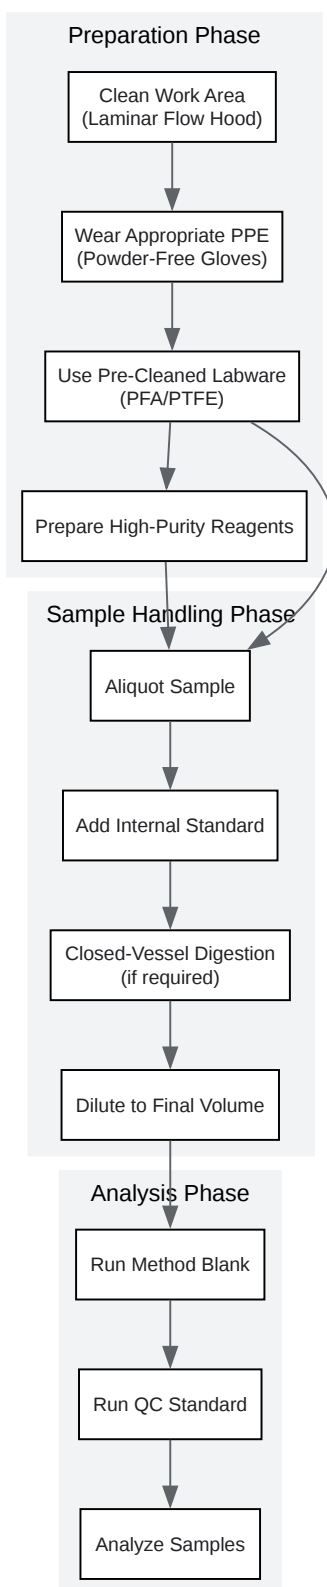 Preparation Phase
Clean Work Area
(Laminar Flow Hood)
Wear Appropriate PPE
(Powder-Free Gloves)
Use Pre-Cleaned Labware
(PFA/PTFE)
Prepare High-Purity Reagents
Sample Handling Phase
Aliquot Sample
Add Internal Standard
Closed-Vessel Digestion
(if required)
Dilute to Final Volume
Analysis Phase
Run Method Blank
Run QC Standard
Analyze Samples